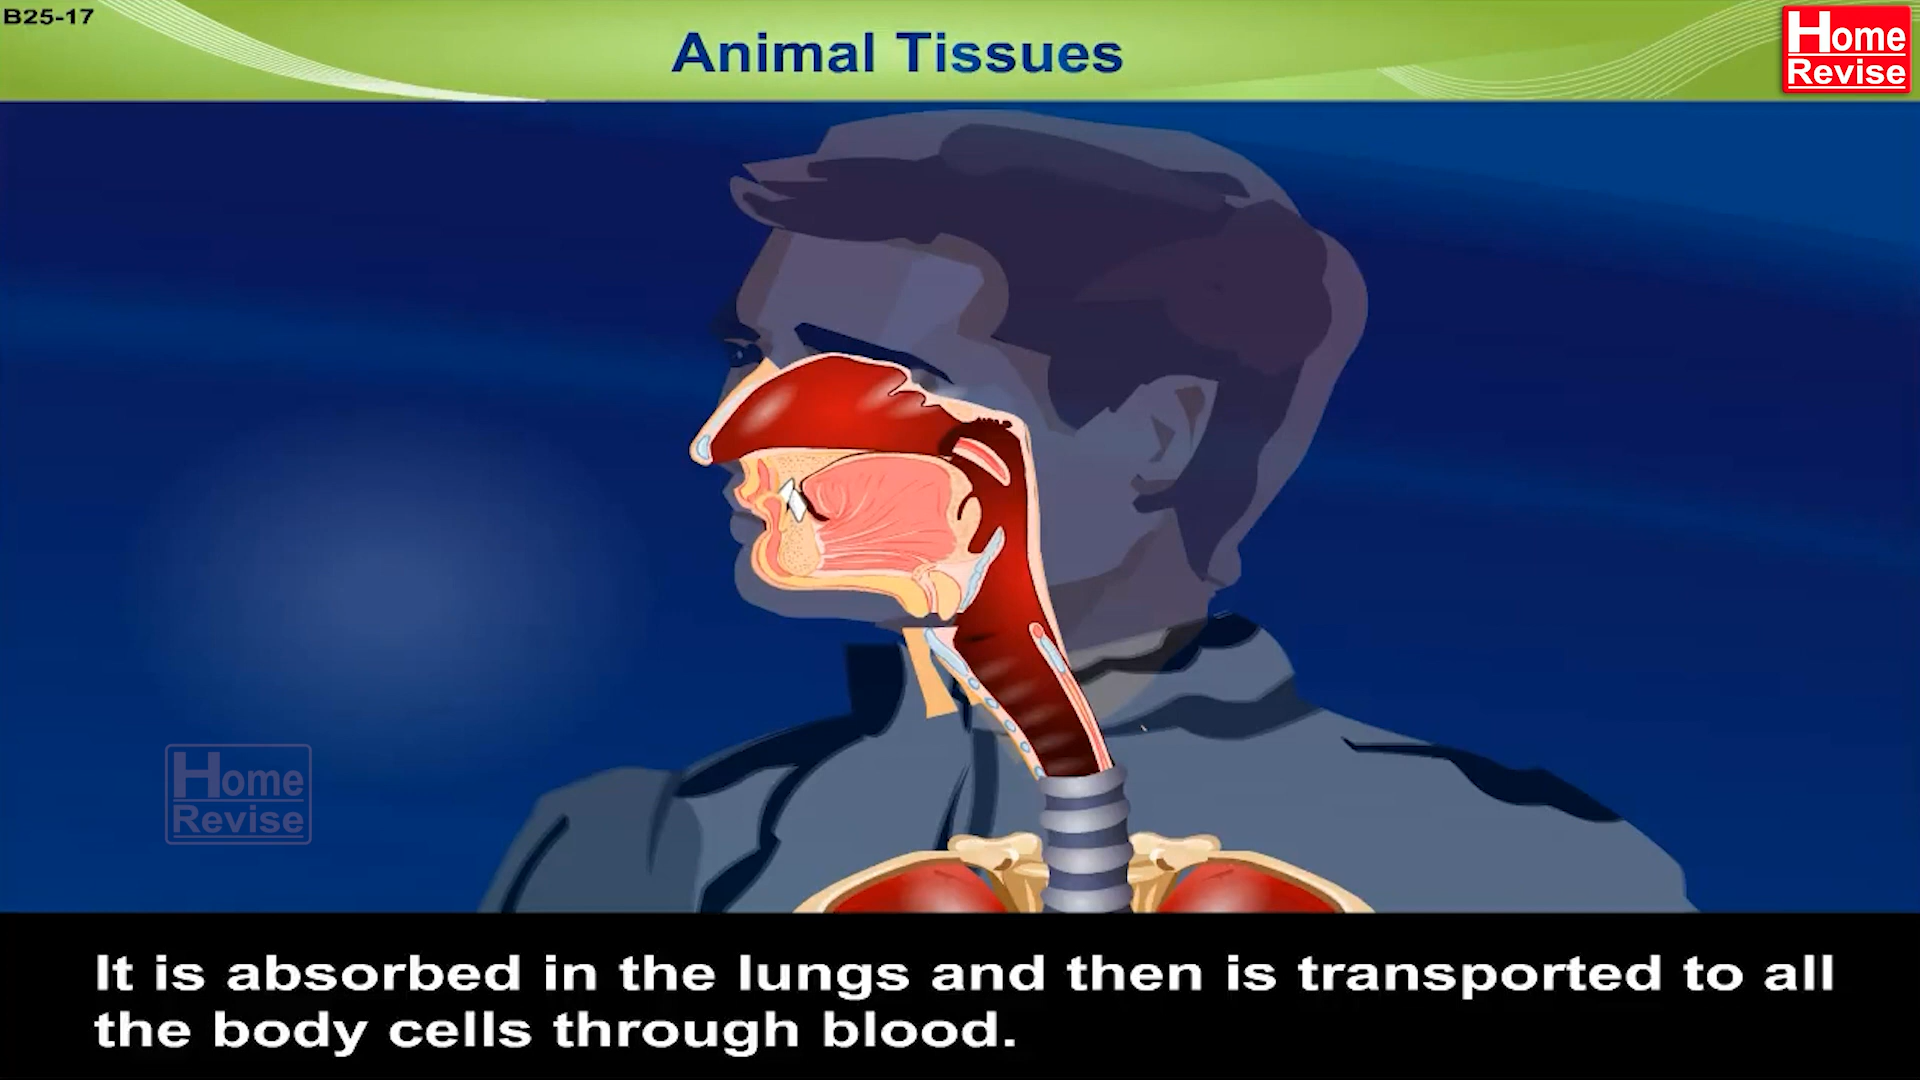 B25-17
Animal Tissues
Home
Revise
Home
Revise
It is absorbed in the lungs and then is transported to all
the body cells through blood.